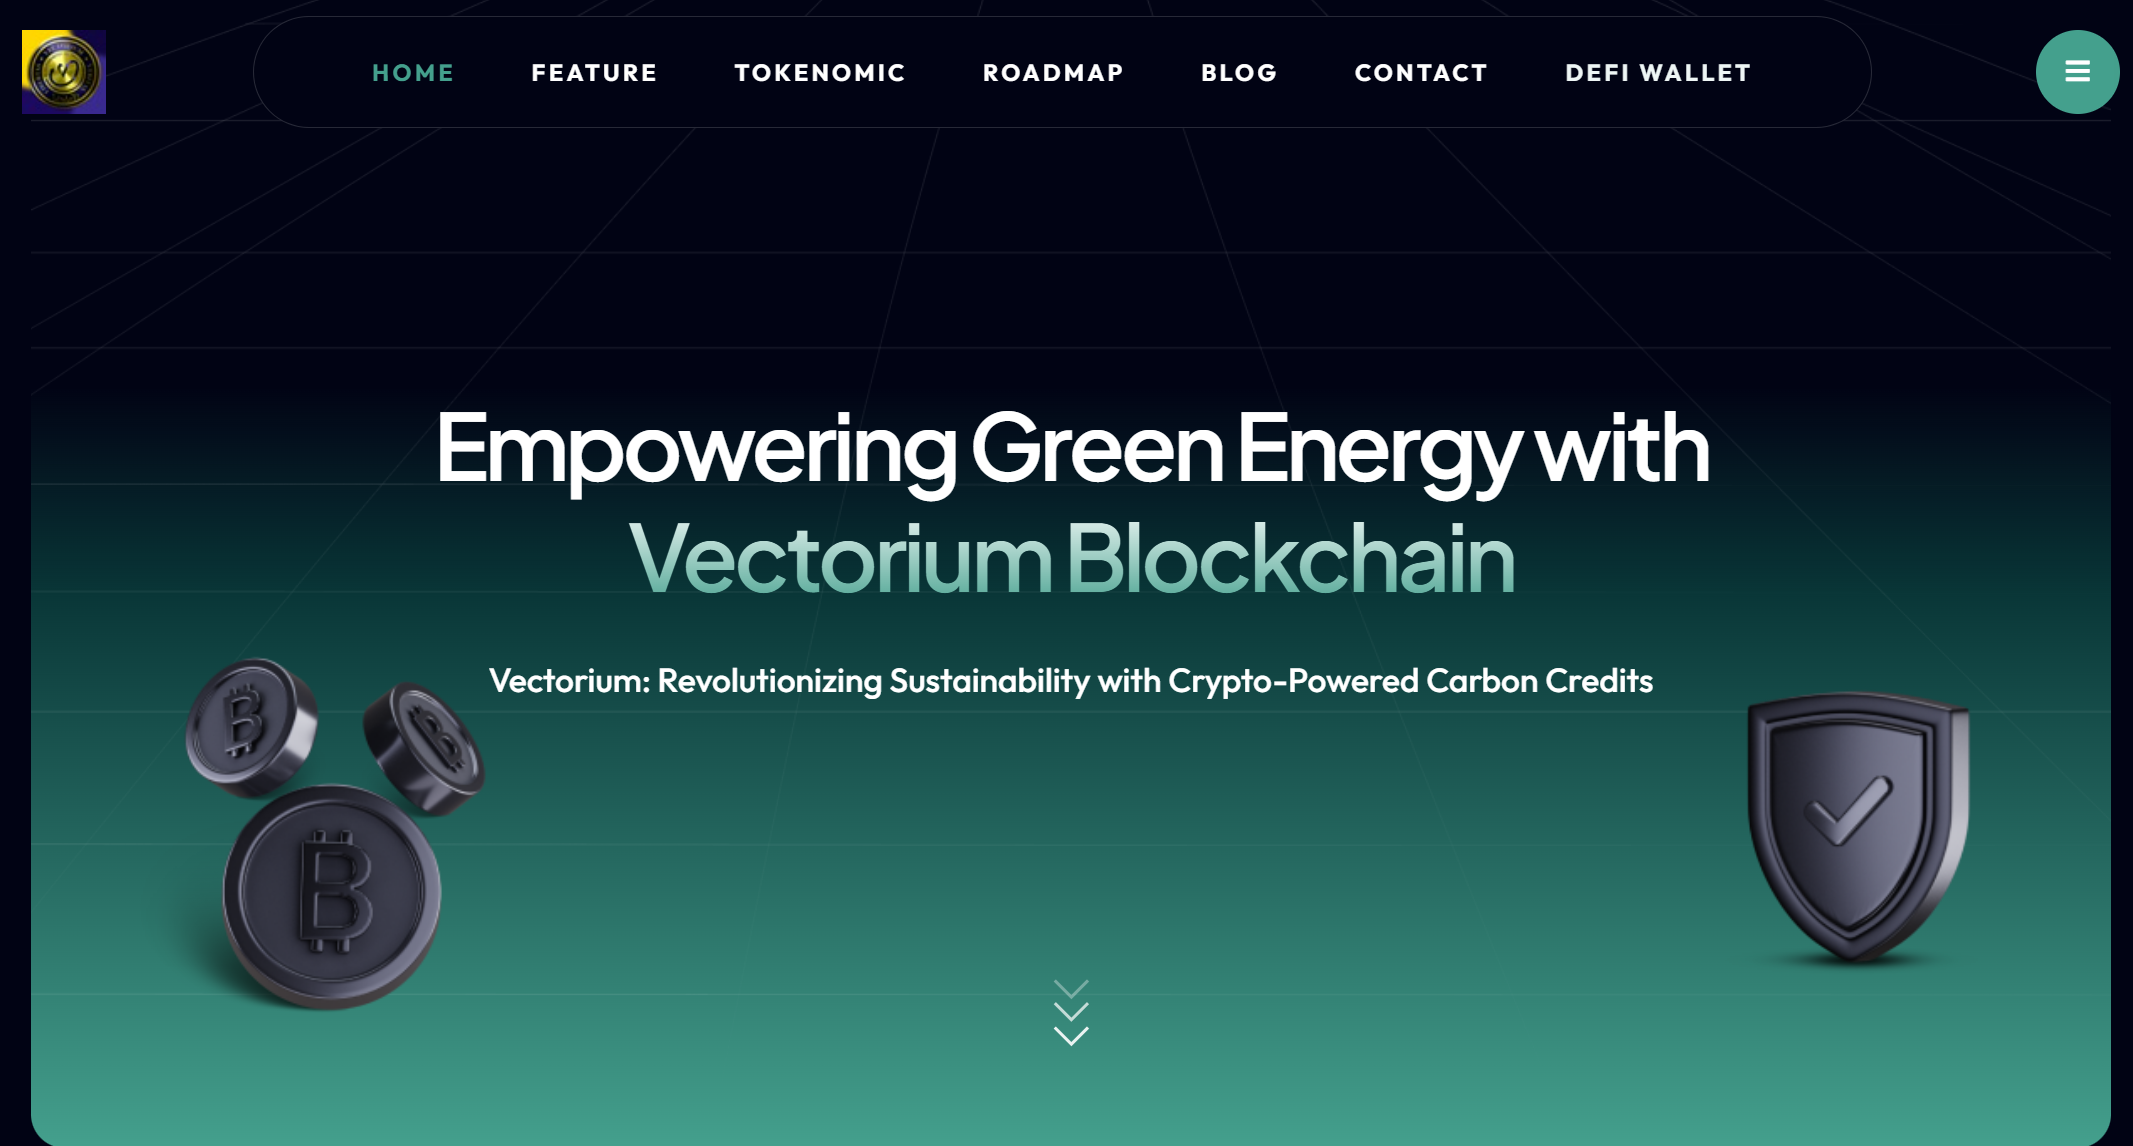 HOME FEATURE TOKENOMIC ROADMAP BLOG CONTACT DEFI WALLET
Empowering Green Energy with
Vectorium Blockchain
Vectorium: Revolutionizing Sustainability with Crypto-Powered Carbon Credits